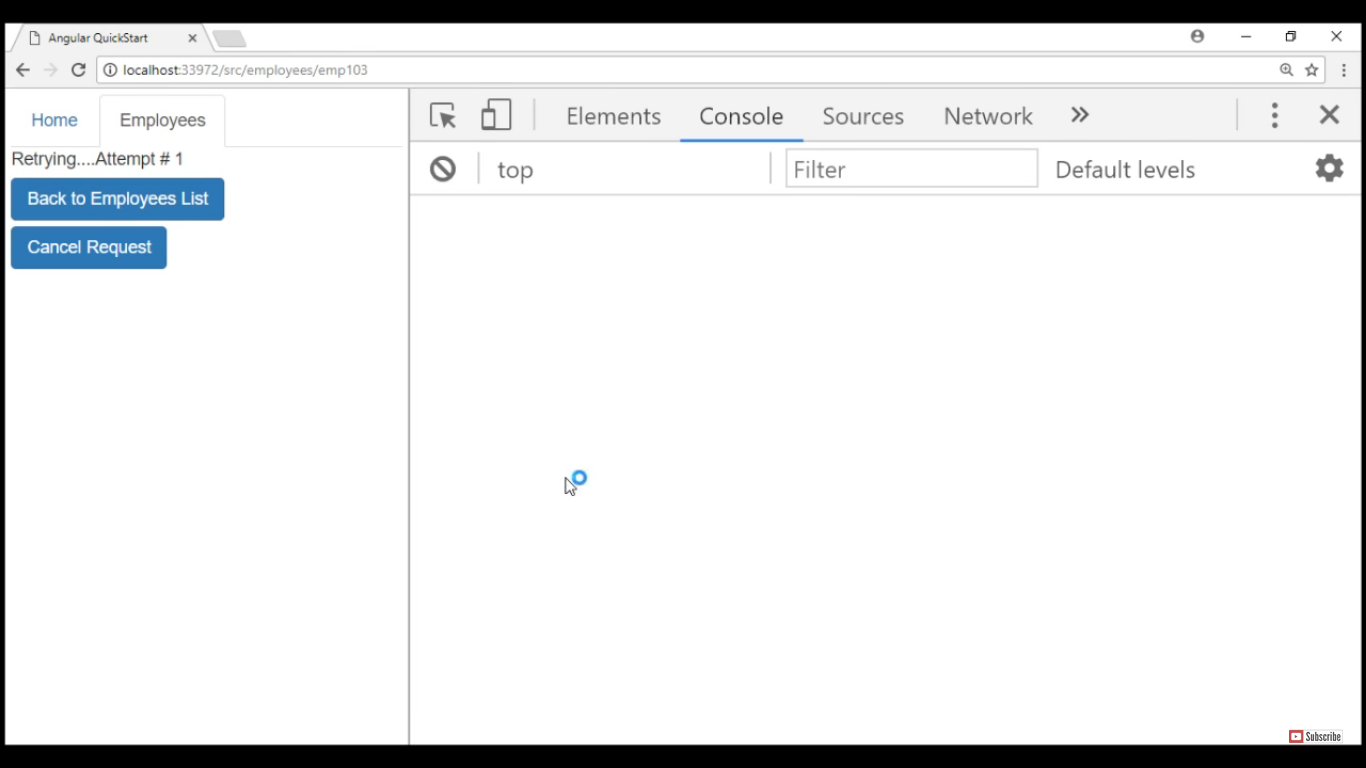 Angular QuickStart
localhost:33972/src/employees/emp103
Home Employees
Retrying....Attempt # 1
Back to Employees List
Cancel Request
Elements Console Sources Network
top Filter Default levels
Subscribe